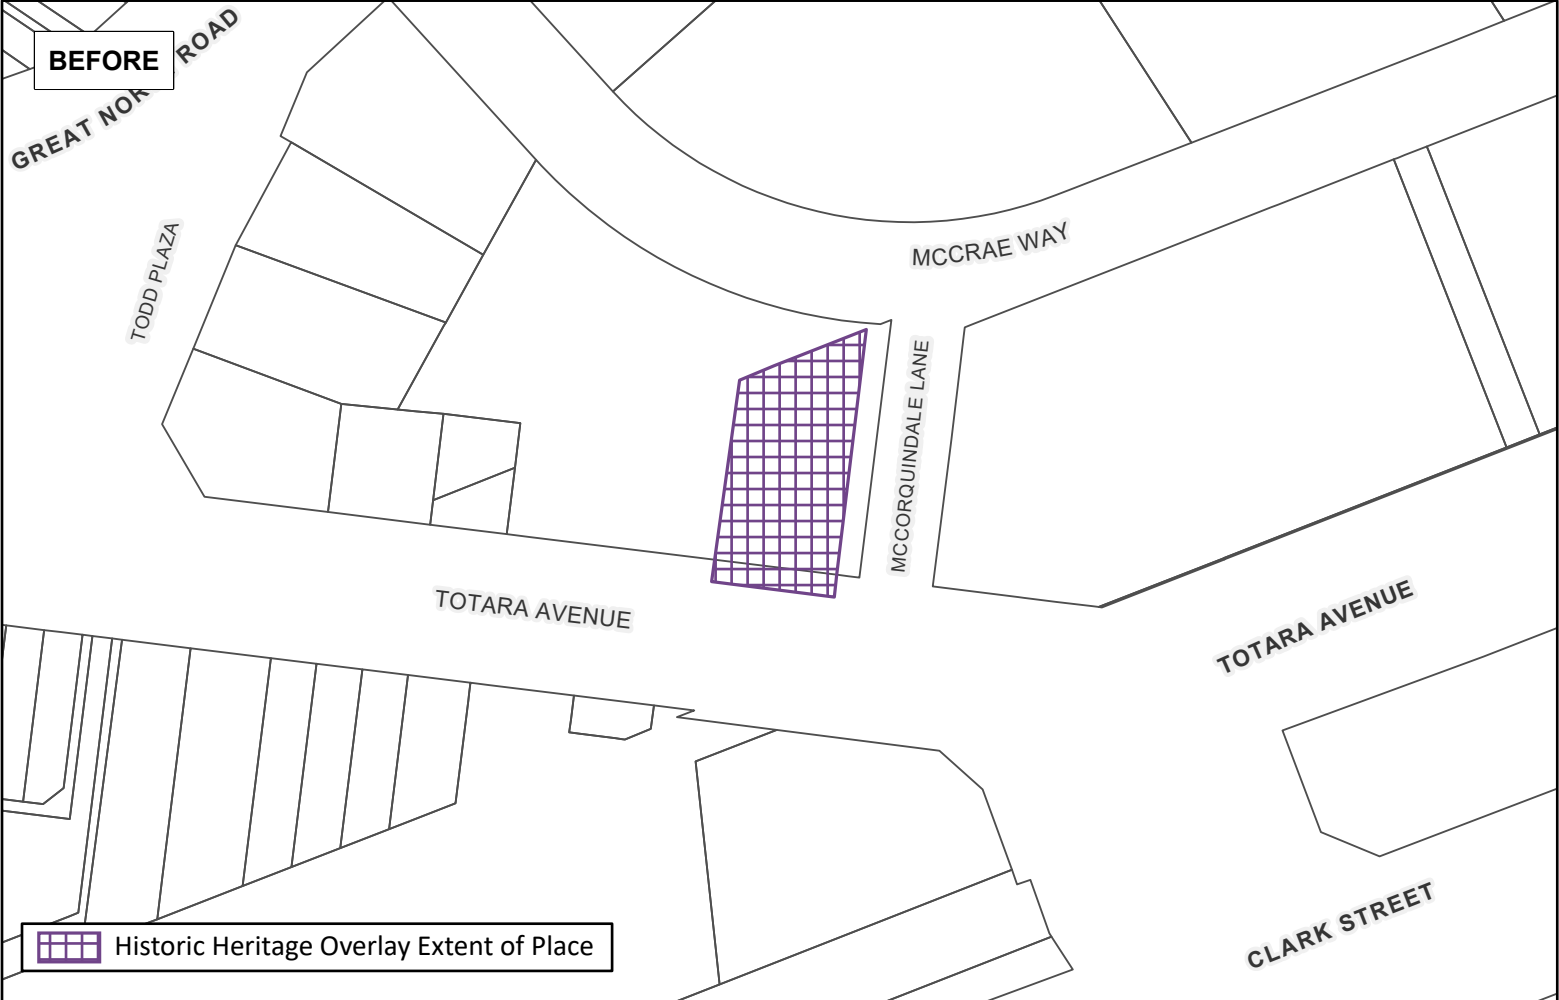 BEFORE
GREAT NOR ROAD
TODD PLAZA
MCCRAE WAY
MCCORQUINDALE LANE
TOTARA AVENUE
TOTARA AVENUE
CLARK STREET
Historic Heritage Overlay Extent of Place